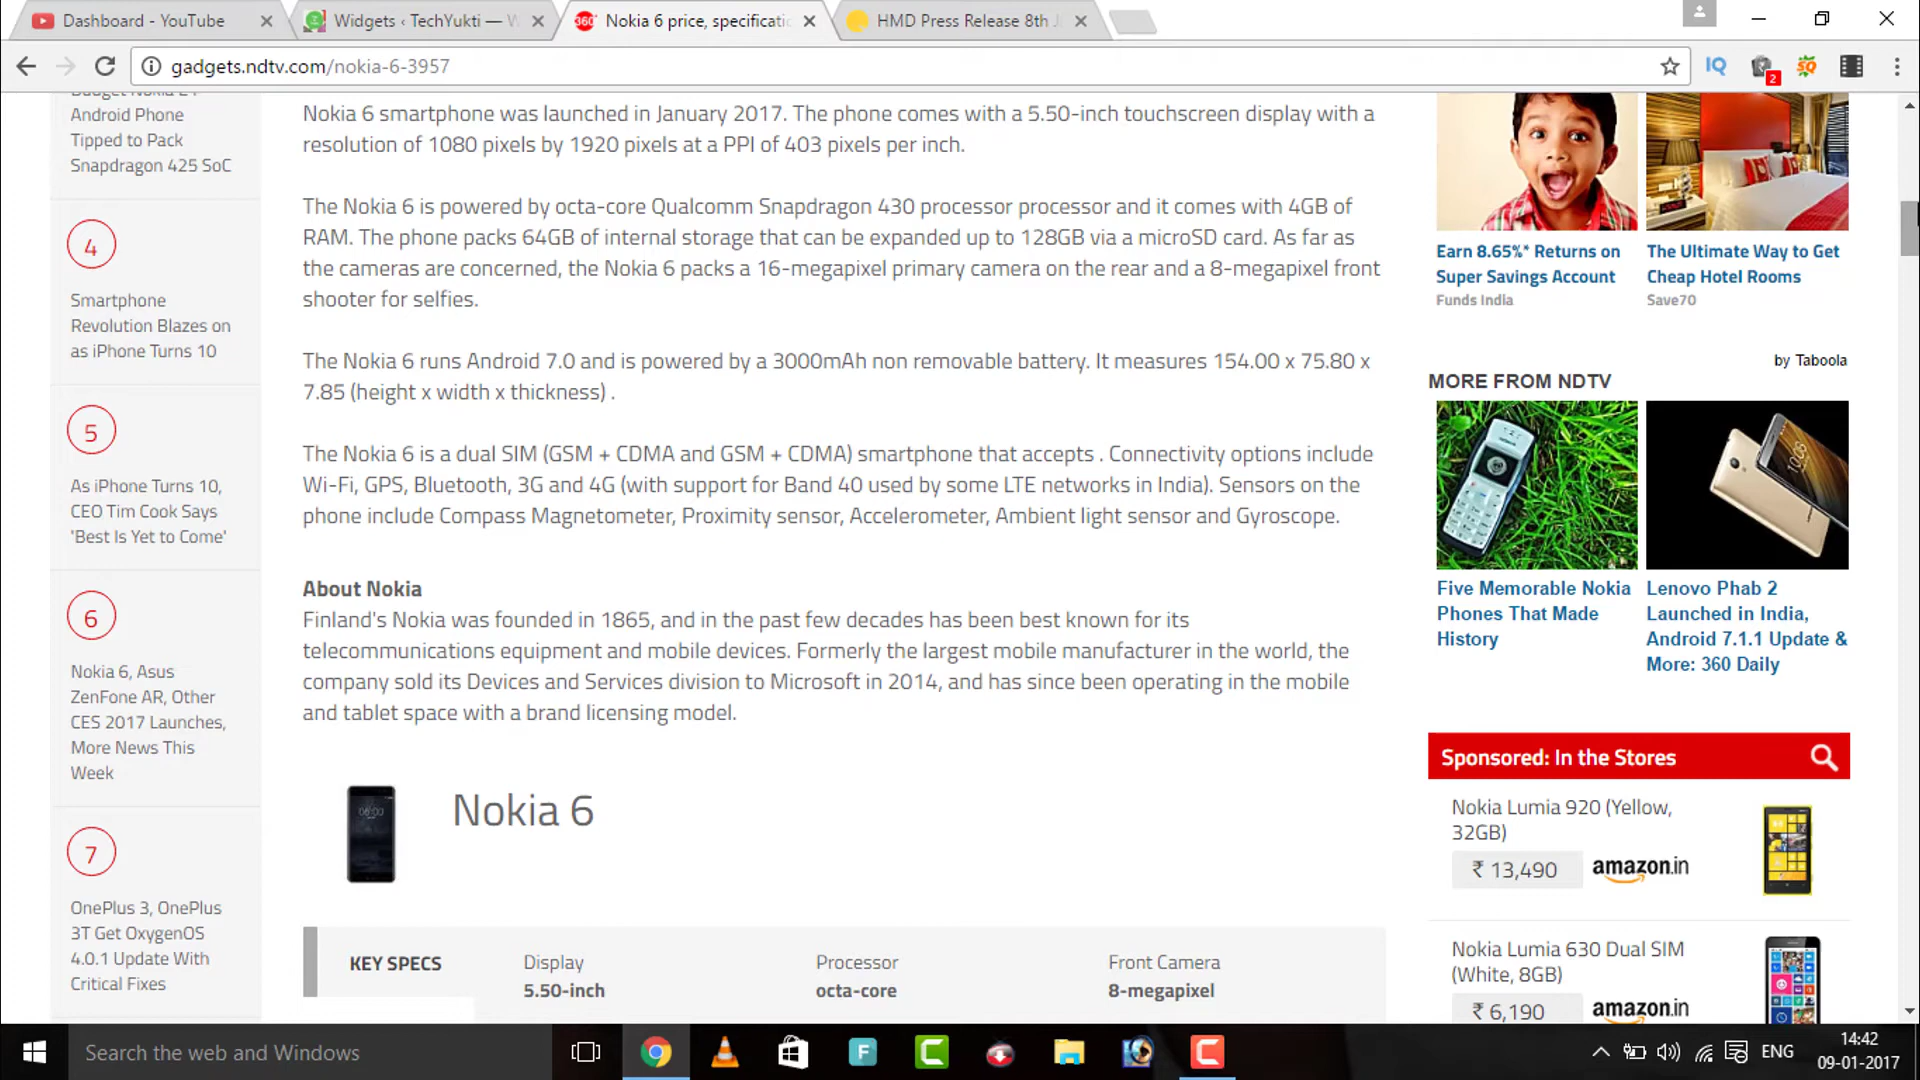 Dashboard - YouTube
Widgets ‹ TechYukti — W
Nokia 6 price, specificatio
HMD Press Release 8th J
gadgets.ndtv.com/nokia-6-3957
2
Android Phone
Tipped to Pack
Snapdragon 425 SoC
4
Smartphone
Revolution Blazes on
as iPhone Turns 10
5
As iPhone Turns 10,
CEO Tim Cook Says
'Best Is Yet to Come'
6
Nokia 6, Asus
ZenFone AR, Other
CES 2017 Launches,
More News This
Week
7
OnePlus 3, OnePlus
3T Get OxygenOS
4.0.1 Update With
Critical Fixes
Nokia 6 smartphone was launched in January 2017. The phone comes with a 5.50-inch touchscreen display with a
resolution of 1080 pixels by 1920 pixels at a PPI of 403 pixels per inch.
The Nokia 6 is powered by octa-core Qualcomm Snapdragon 430 processor processor and it comes with 4GB of
RAM. The phone packs 64GB of internal storage that can be expanded up to 128GB via a microSD card. As far as
the cameras are concerned, the Nokia 6 packs a 16-megapixel primary camera on the rear and a 8-megapixel front
shooter for selfies.
The Nokia 6 runs Android 7.0 and is powered by a 3000mAh non removable battery. It measures 154.00 x 75.80 x
7.85 (height x width x thickness) .
The Nokia 6 is a dual SIM (GSM + CDMA and GSM + CDMA) smartphone that accepts . Connectivity options include
Wi-Fi, GPS, Bluetooth, 3G and 4G (with support for Band 40 used by some LTE networks in India). Sensors on the
phone include Compass Magnetometer, Proximity sensor, Accelerometer, Ambient light sensor and Gyroscope.
About Nokia
Finland's Nokia was founded in 1865, and in the past few decades has been best known for its
telecommunications equipment and mobile devices. Formerly the largest mobile manufacturer in the world, the
company sold its Devices and Services division to Microsoft in 2014, and has since been operating in the mobile
and tablet space with a brand licensing model.
Nokia 6
KEY SPECS
Display
5.50-inch
Processor
octa-core
Front Camera
8-megapixel
Earn 8.65%* Returns on
Super Savings Account
Funds India
The Ultimate Way to Get
Cheap Hotel Rooms
Save70
by Taboola
MORE FROM NDTV
Five Memorable Nokia
Phones That Made
History
Lenovo Phab 2
Launched in India,
Android 7.1.1 Update &
More: 360 Daily
Sponsored: In the Stores
Nokia Lumia 920 (Yellow,
32GB)
₹ 13,490
amazon.in
Nokia Lumia 630 Dual SIM
(White, 8GB)
₹ 6,190
amazon.in
Search the web and Windows
ENG
14:42
09-01-2017